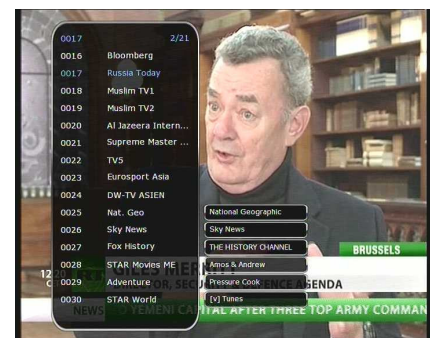 0017 2/21
0016 Bloomberg
0017 Russia Today
0018 Muslim TV1
0019 Muslim TV2
0020 Al Jazeera Intern...
0021 Supreme Master ...
0022 TV5
0023 Eurosport Asia
0024 DW-TV ASIEN
0025 Nat. Geo National Geographic
0026 Sky News Sky News
0027 Fox History THE HISTORY CHANNEL
BRUSSELS
0028 STAR Movies ME Amos & Andrew
0029 Adventure Pressure Cook
0030 STAR World [v] Tunes
GILES
AGENDA
NEWS YEMENI CAPITAL AFTER THREE TOP ARMY COMMAN